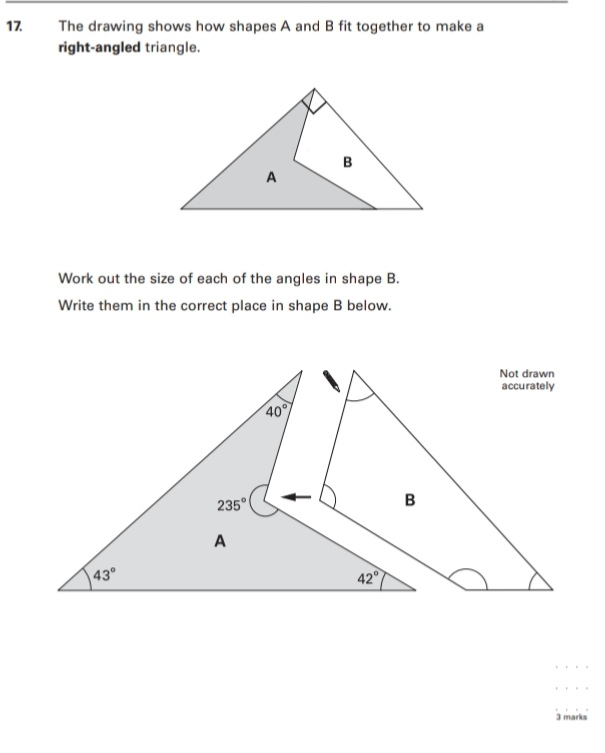 17. The drawing shows how shapes A and B fit together to make a
right-angled triangle.
A
B
Work out the size of each of the angles in shape B.
Write them in the correct place in shape B below.
Not drawn
accurately
40°
235°
B
A
43°
42°
3 marks